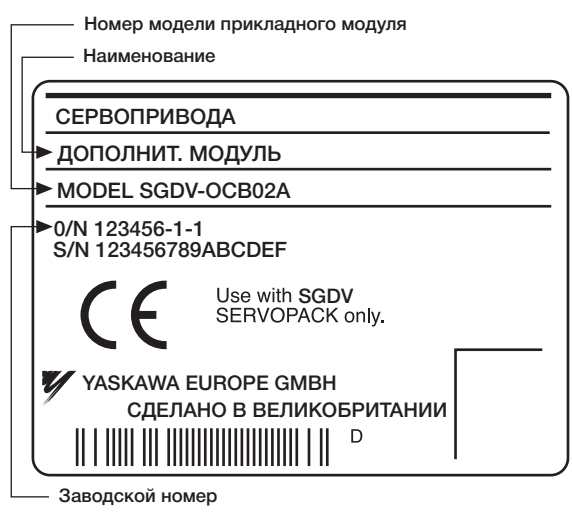 Номер модели прикладного модуля
Наименование
СЕРВОПРИВОДА
ДОПОЛНИТ. МОДУЛЬ
MODEL SGDV-OCB02A
0/N 123456-1-1
S/N 123456789ABCDEF
CE
Use with SGDV
SERVOPACK only.
YASKAWA EUROPE GMBH
СДЕЛАНО В ВЕЛИКОБРИТАНИИ
D
Заводской номер